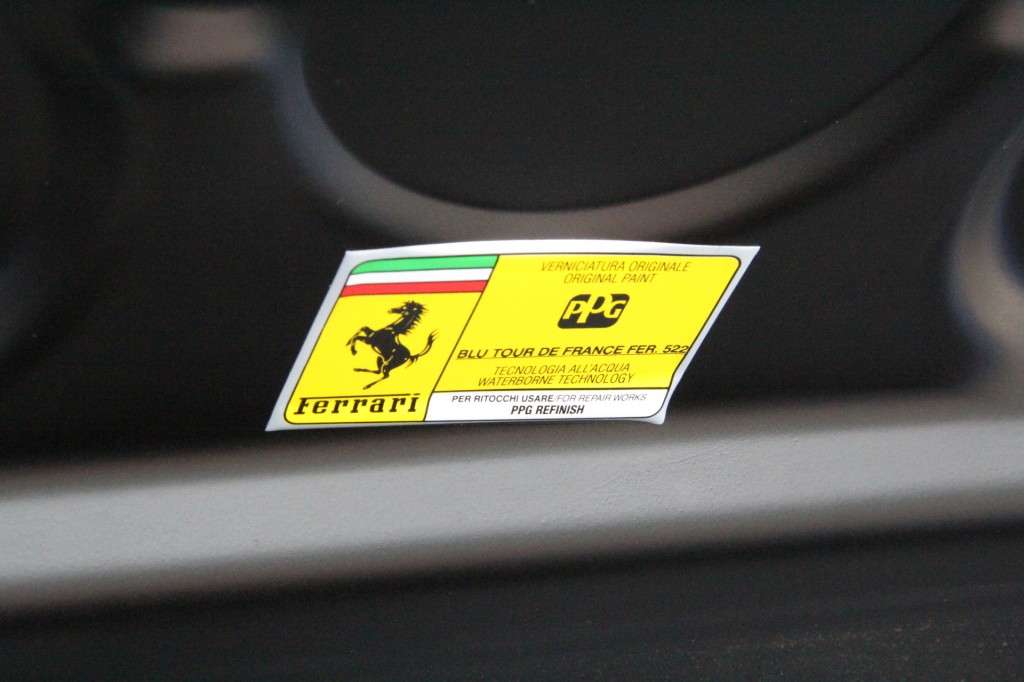 VERNICIATURA ORIGINALE
ORIGINAL PAINT
PPG
BLU TOUR DE FRANCE FER. 522
TECNOLOGIA ALL'ACQUA
WATERBORNE TECHNOLOGY
Ferrari
PER RITOCCHI USARE/FOR REPAIR WORKS
PPG REFINISH